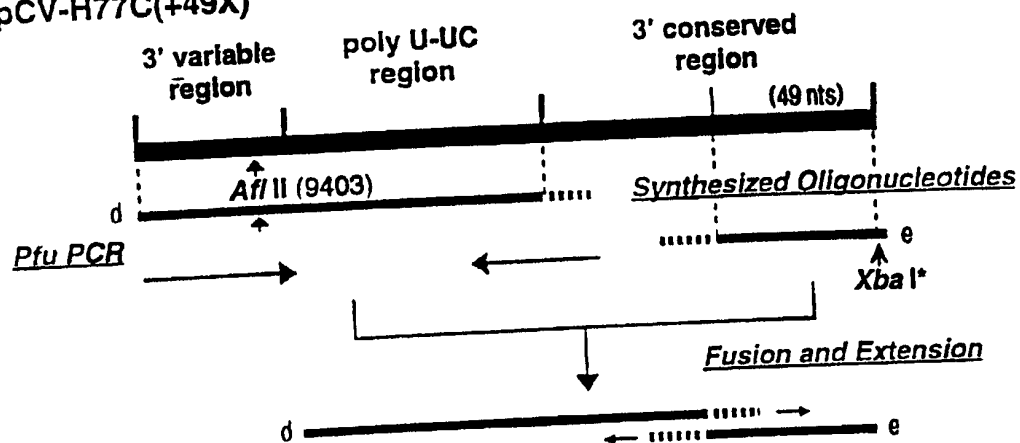 pCV-H77C(+49X)
3' variable
region
poly U-UC
region
3' conserved
region
(49 nts)
Afl II (9403)
d
Synthesized Oligonucleotides
e
Pfu PCR
Xba I*
Fusion and Extension
d
e